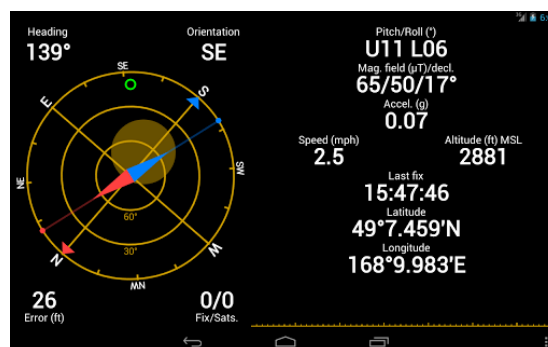 Heading
139°
Orientation
SE
SE
E
S
NE
SW
60°
30°
N
W
NW
26
Error (ft)
0/0
Fix/Sats.
Pitch/Roll (°)
U11 L06
Mag. field (µT)/decl.
65/50/17°
Accel. (g)
0.07
Speed (mph)
2.5
Altitude (ft) MSL
2881
Last fix
15:47:46
Latitude
49°7.459'N
Longitude
168°9.983'E